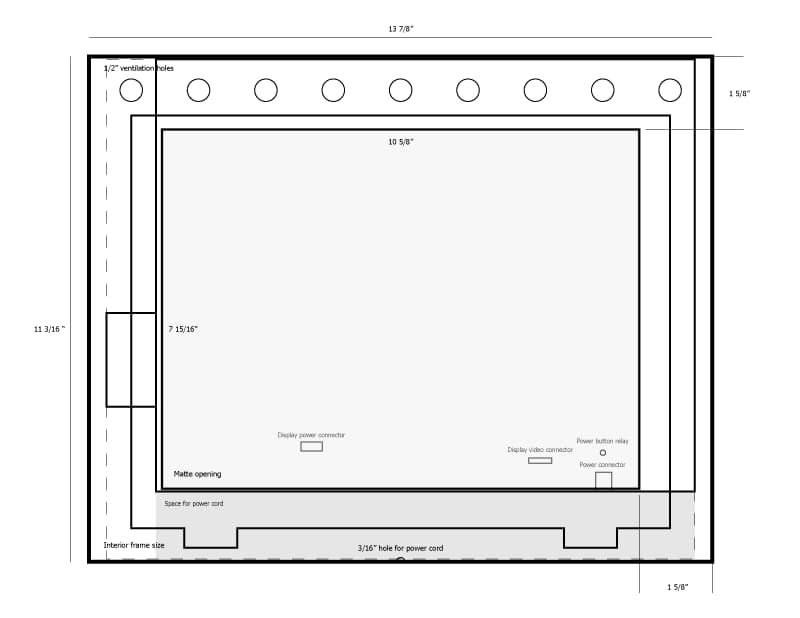 13 7/8"
1/2" ventilation holes
1 5/8"
10 5/8"
11 3/16 "
7 15/16"
Display power connector
Power button relay
Display video connector
Power connector
Matte opening
Space for power cord
Interior frame size
3/16" hole for power cord
1 5/8"